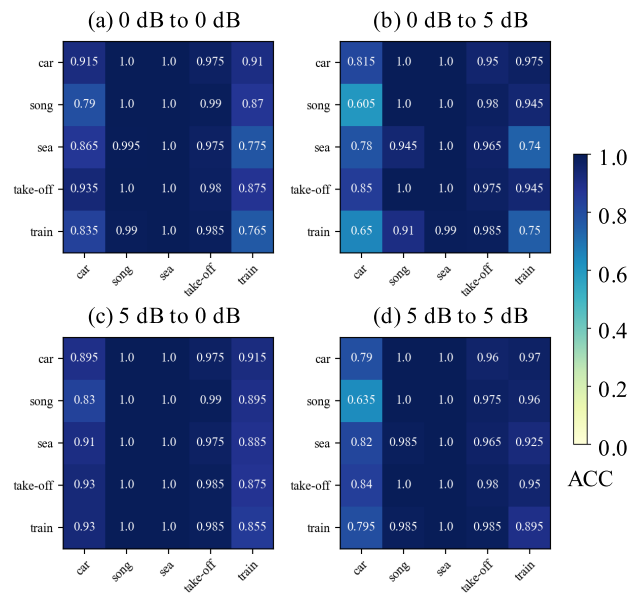 (a) 0 dB to 0 dB
car 0.915 1.0 1.0 0.975 0.91
song 0.79 1.0 1.0 0.99 0.87
sea 0.865 0.995 1.0 0.975 0.775
take-off 0.935 1.0 1.0 0.98 0.875
train 0.835 0.99 1.0 0.985 0.765
car song sea take-off train
(b) 0 dB to 5 dB
car 0.815 1.0 1.0 0.95 0.975
song 0.605 1.0 1.0 0.98 0.945
sea 0.78 0.945 1.0 0.965 0.74
take-off 0.85 1.0 1.0 0.975 0.945
train 0.65 0.91 0.99 0.985 0.75
car song sea take-off train
(c) 5 dB to 0 dB
car 0.895 1.0 1.0 0.975 0.915
song 0.83 1.0 1.0 0.99 0.895
sea 0.91 1.0 1.0 0.975 0.885
take-off 0.93 1.0 1.0 0.985 0.875
train 0.93 1.0 1.0 0.985 0.855
car song sea take-off train
(d) 5 dB to 5 dB
car 0.79 1.0 1.0 0.96 0.97
song 0.635 1.0 1.0 0.975 0.96
sea 0.82 0.985 1.0 0.965 0.925
take-off 0.84 1.0 1.0 0.98 0.95
train 0.795 0.985 1.0 0.985 0.895
car song sea take-off train
1.0
0.8
0.6
0.4
0.2
0.0
ACC